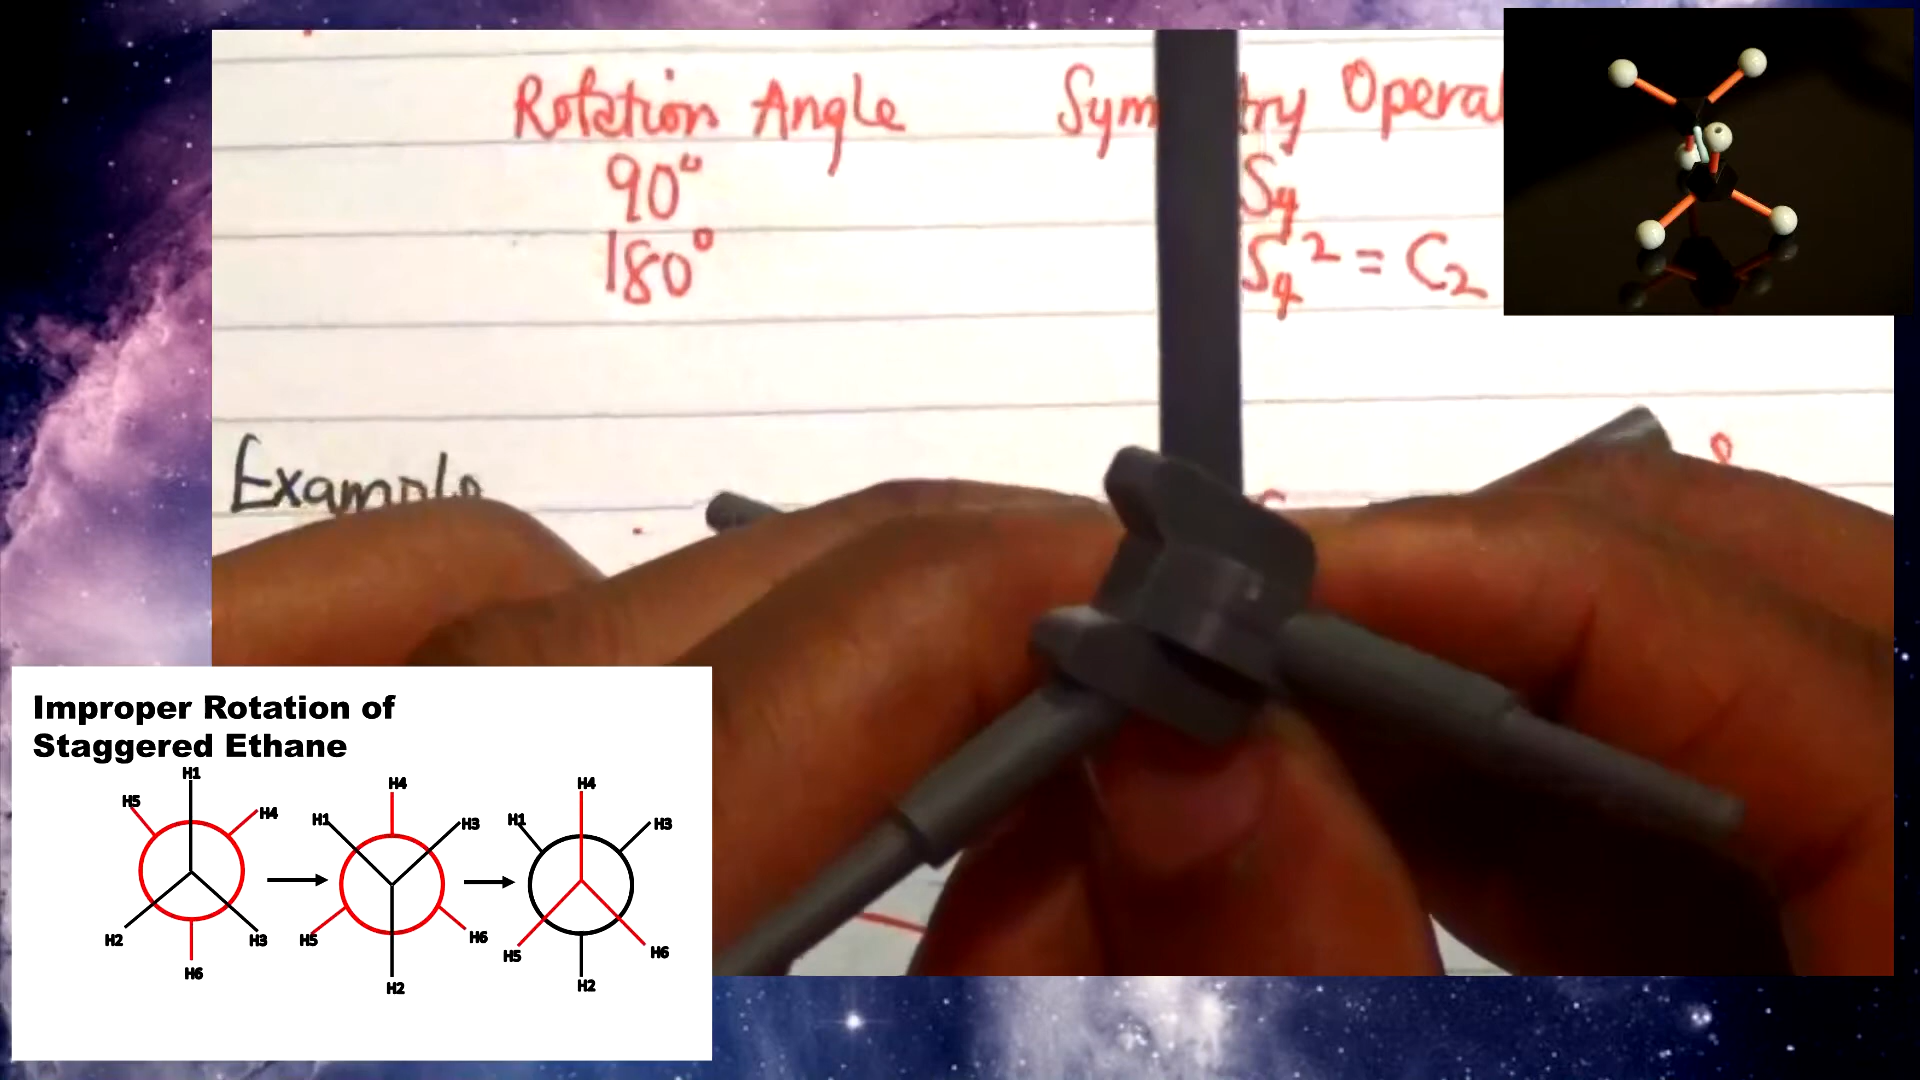 Rotation Angle Sym try Opera
90° S4
180° S4² = C2
Example
Improper Rotation of
Staggered Ethane
H1
H5
H4
H2
H3
H6
H4
H1
H3
H5
H6
H2
H4
H1
H3
H5
H6
H2